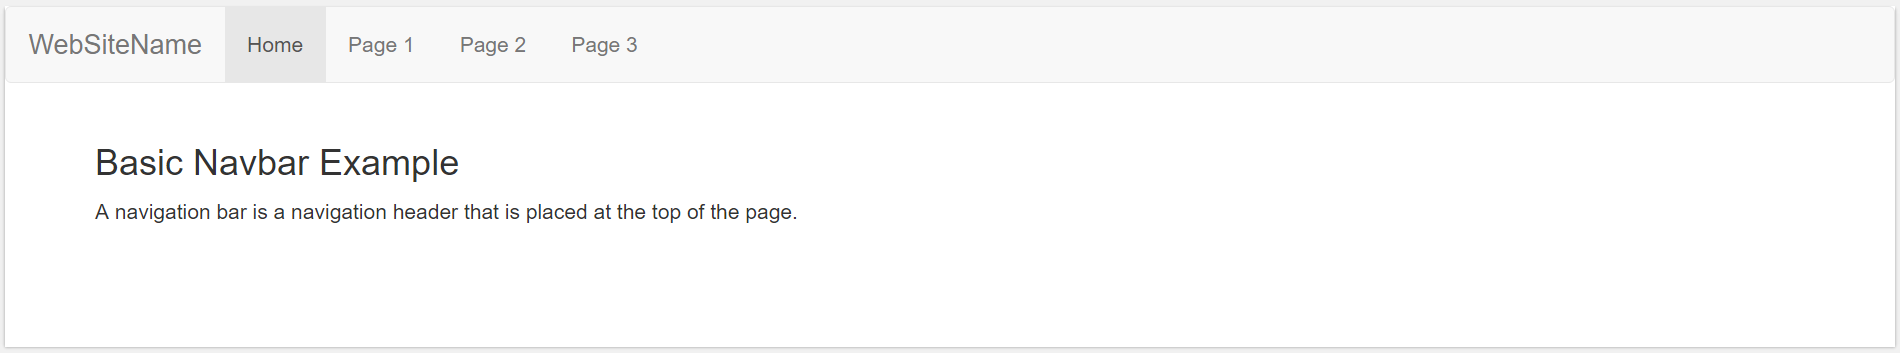 WebSiteName Home Page 1 Page 2 Page 3
Basic Navbar Example
A navigation bar is a navigation header that is placed at the top of the page.